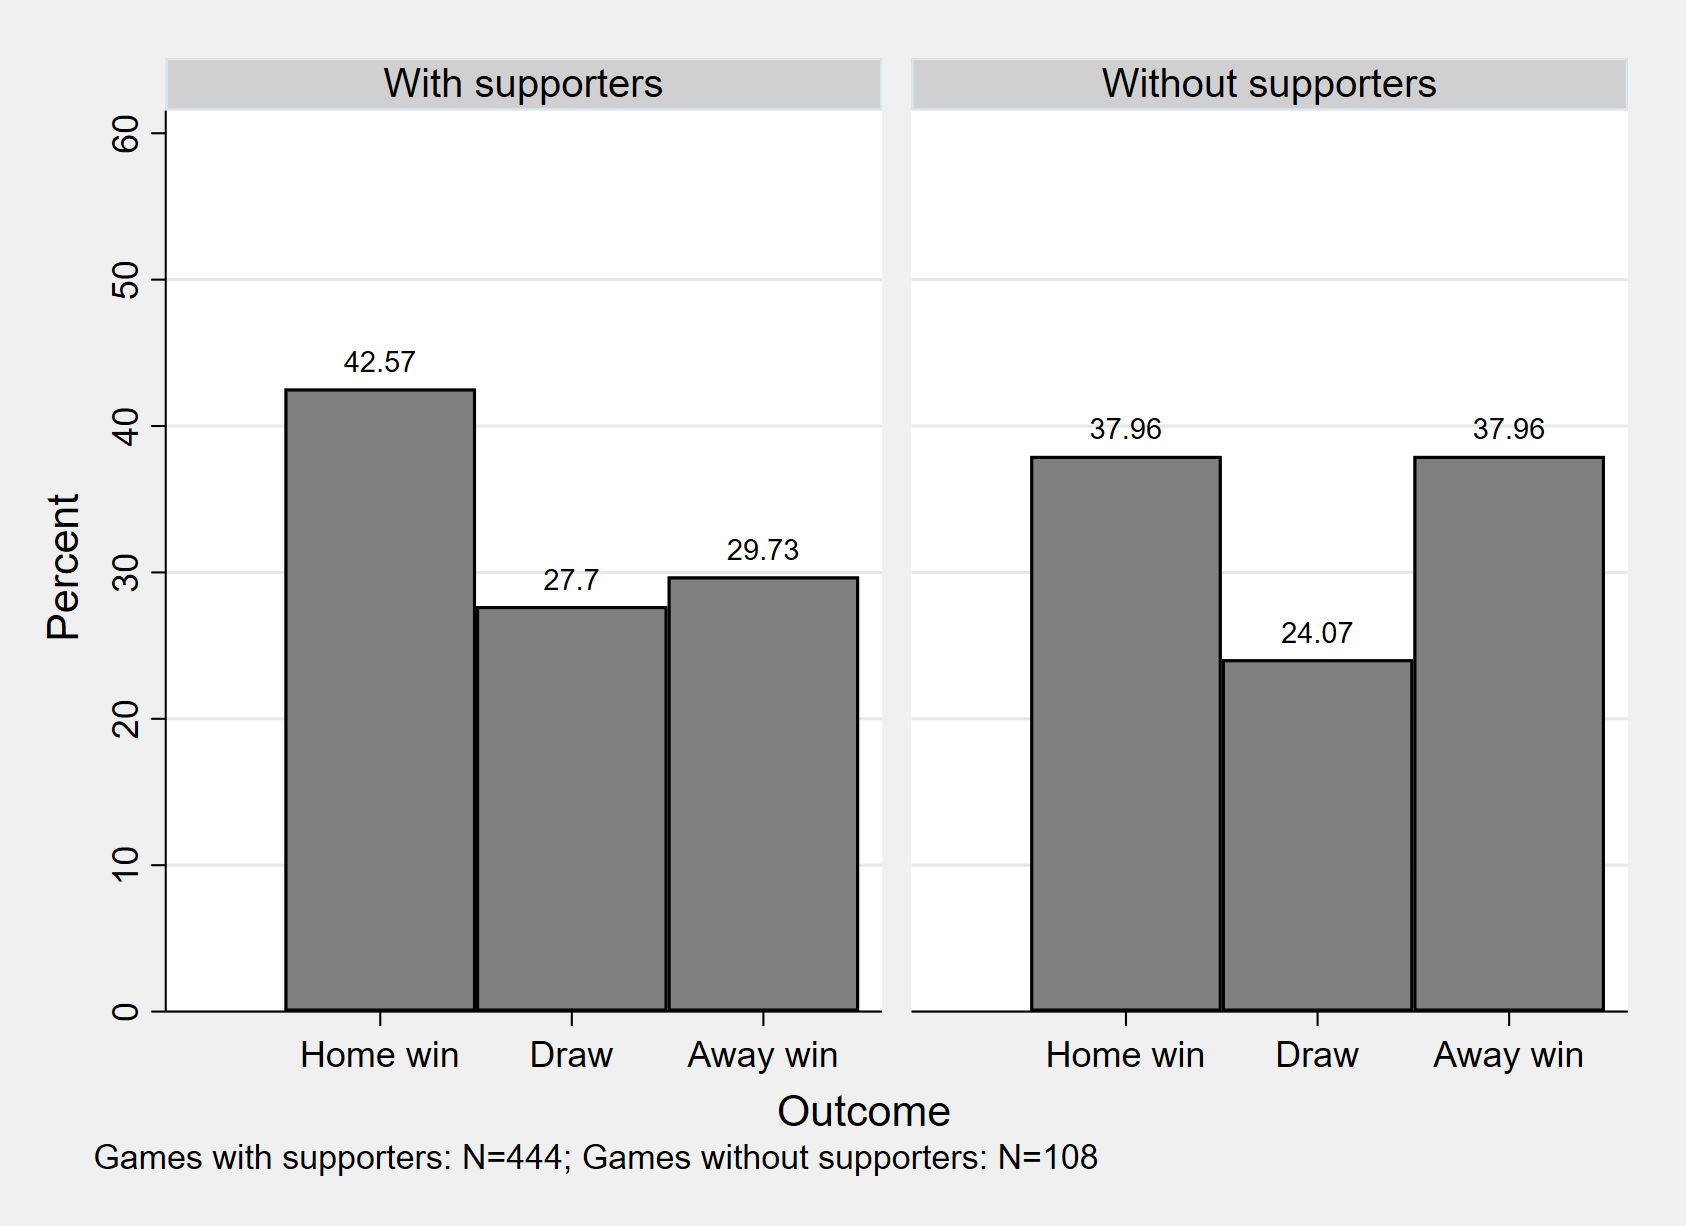 With supporters
Without supporters
Percent
60
50
40
30
20
10
0
42.57
27.7
29.73
37.96
24.07
37.96
Home win Draw Away win
Home win Draw Away win
Outcome
Games with supporters: N=444; Games without supporters: N=108